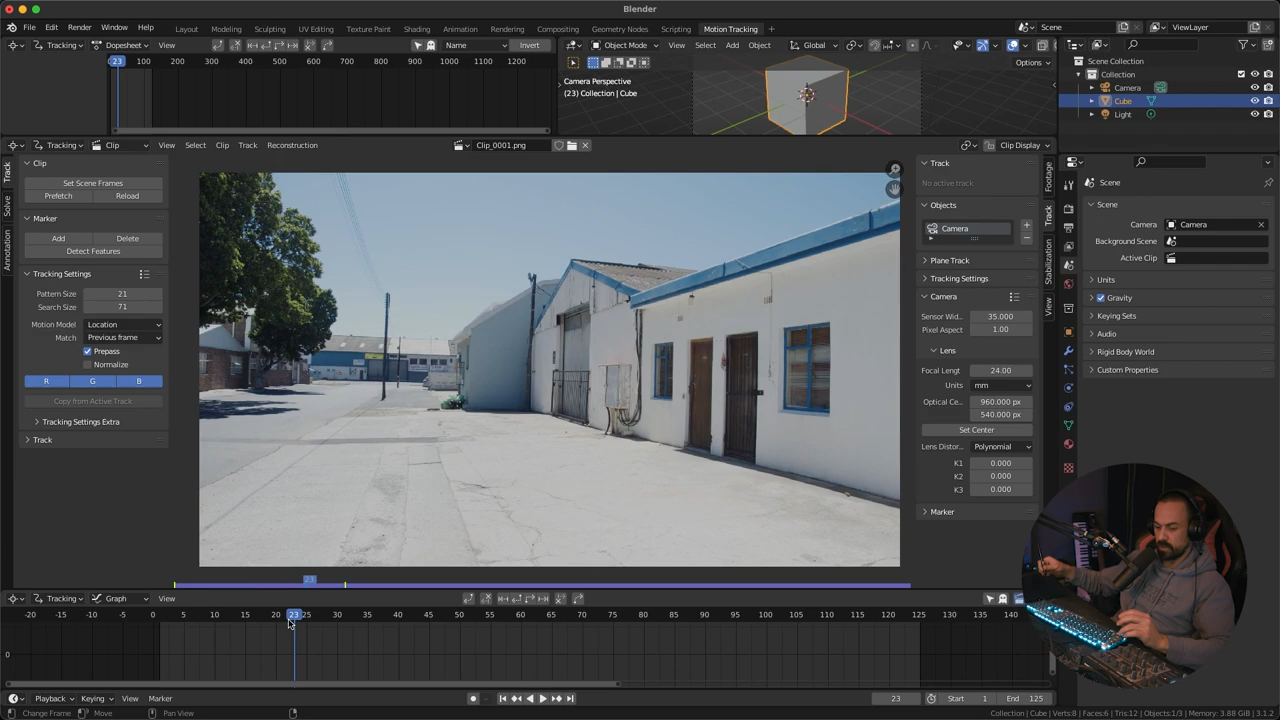 Blender
File Edit Render Window Help Layout Modeling Sculpting UV Editing Texture Paint Shading Animation Rendering Compositing Geometry Nodes Scripting Motion Tracking Scene ViewLayer
Tracking Dopesheet Name Invert Object Mode View Select Add Object Global
23 100 200 300 400 500 600 700 800 900 1000 1200
Options
Camera Perspective
(23) Collection | Cube
Scene Collection
Collection
Camera
Cube
Light
Tracking Clip View Select Clip Track Reconstruction Clip_0001.png Clip Display
Track
Solve
Annotation
Clip
Set Scene Frames
Prefetch Reload
Marker
Add Delete
Detect Features
Tracking Settings
Pattern Size 21
Search Size 71
Motion Model Location
Match Previous frame
Prepass
Normalize
R G B
Copy from Active Track
Tracking Settings Extra
Track
Track
No active track
Objects
Camera
Plane Track
Tracking Settings
Camera
Sensor Wid.. 35.000
Pixel Aspect 1.00
Lens
Focal Lengt 24.00
Units mm
Optical Ce.. 960.000 px
540.000 px
Set Center
Lens Distor.. Polynomial
K1 0.000
K2 0.000
K3 0.000
Marker
Footage
Track
Stabilization
View
Scene
Scene
Camera Camera
Background Scene
Active Clip
Units
Gravity
Keying Sets
Audio
Rigid Body World
Custom Properties
23
Tracking Graph View
-20 -15 -10 -5 0 5 10 15 20 23 25 30 35 40 45 50 55 60 65 70 75 80 85 90 95 100 105 110 115 120 125 130 135 140
0
Playback Keying View Marker 23 Start 1 End 125
Change Frame Move Pan View Collection | Cube | Verts:8 | Faces:6 | Tris:12 | Objects:1/3 | Memory: 3.88 GiB | 3.1.2